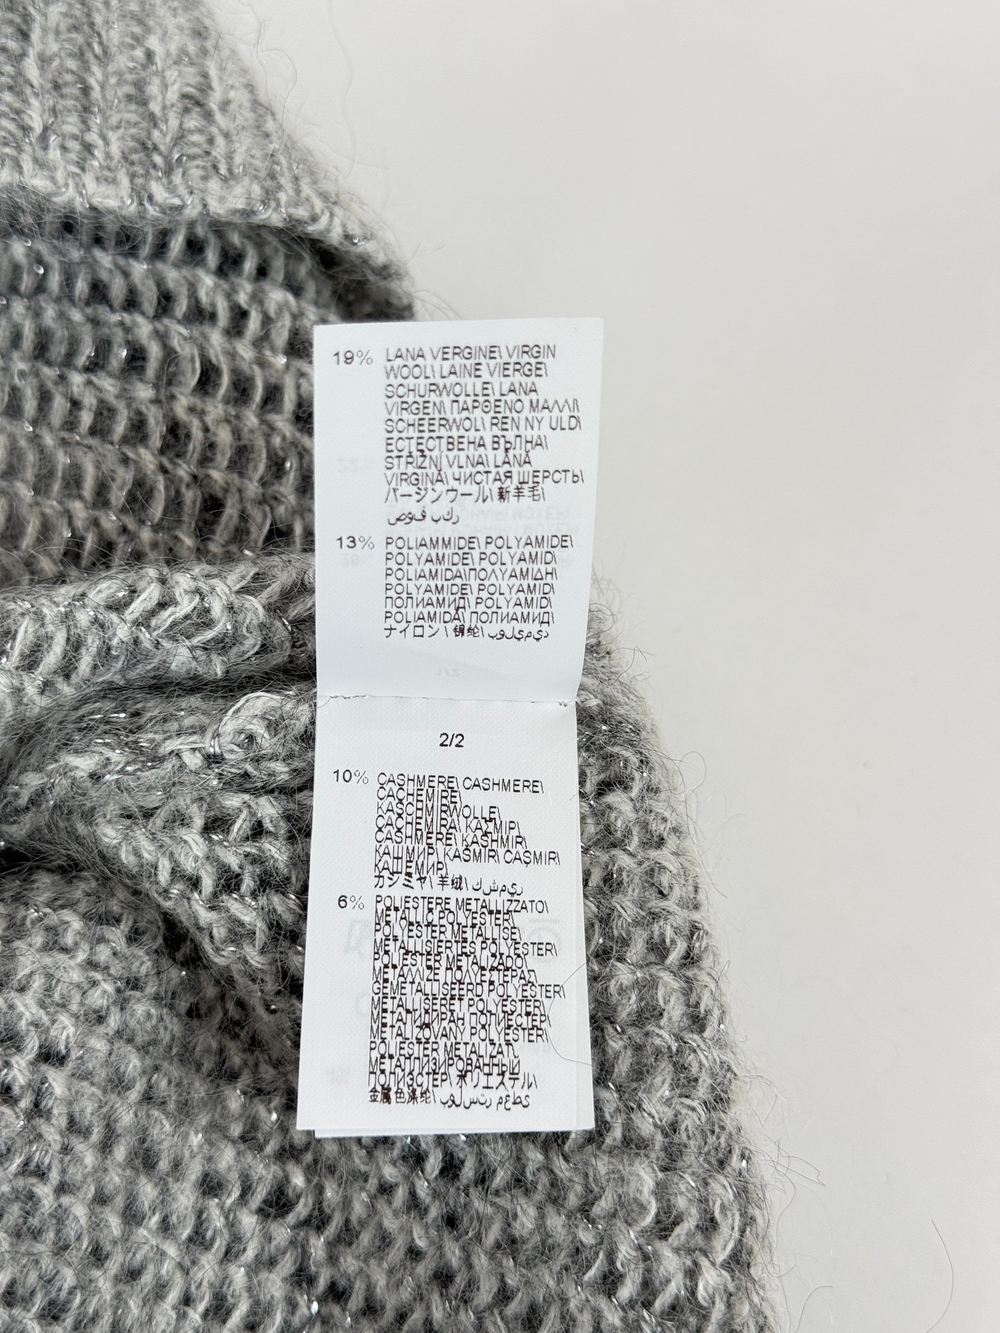 19% LANA VERGINE\ VIRGIN
WOOL\ LAINE VIERGE\
SCHURWOLLE\ LANA
VIRGEN\ ΠΑΡΘΕΝΟ ΜΑΛΛΙ\
SCHEERWOL\ REN NY ULD\
ЕСТЕСТВЕНА ВЪЛНА\
STŘIŽNÍ VLNA\ LÂNĂ
VIRGINĂ\ ЧИСТАЯ ШЕРСТЬ\
バージンウール\ 新羊毛\
صوف بكر
13% POLIAMMIDE\ POLYAMIDE\
POLYAMIDE\ POLYAMID\
POLIAMIDA\ΠΟΛΥΑΜΙΔΗ\
POLYAMIDE\ POLYAMID\
ПОЛИАМИД\ POLYAMID\
POLIAMIDĂ\ ПОЛИАМИД\
ナイロン\ 锦纶\ بوليميد
2/2
10% CASHMERE\ CASHMERE\
CACHEMIRE\
KASCHMIRWOLLE\
CACHEMIRA\ ΚΑΣΜΙΡ\
CASHMERE\ KASHMIR\
КАШМИР\ KAŠMÍR\ CAŞMIR\
КАШЕМИР\
カシミヤ\ 羊绒\ كشمير
6% POLIESTERE METALLIZZATO\
METALLIC POLYESTER\
POLYESTER METALLISE\
METALLISIERTES POLYESTER\
POLIESTER METALIZADO\
ΜΕΤΑΛΛΙΖΕ ΠΟΛΥΕΣΤΕΡΑΣ\
GEMETALLISEERD POLYESTER\
METALLISERET POLYESTER\
МЕТАЛИЗИРАН ПОЛИЕСТЕР\
METALIZOVANÝ POLYESTER\
POLIESTER METALIZAT\
МЕТАЛЛИЗИРОВАННЫЙ
ПОЛИЭСТЕР\ ポリエステル\
金属色涤纶\ بوليستر معطي